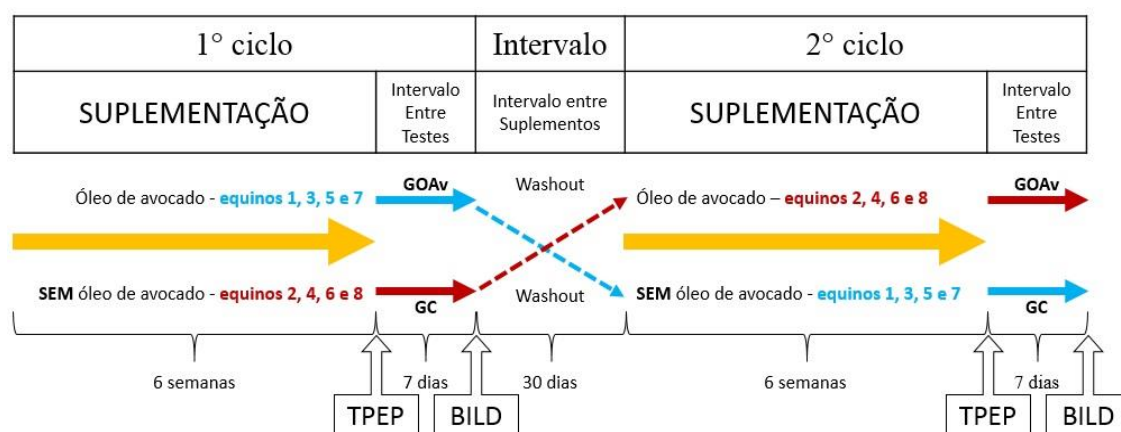 1° ciclo
Intervalo
2° ciclo
SUPLEMENTAÇÃO
Intervalo
Entre
Testes
Intervalo entre
Suplementos
SUPLEMENTAÇÃO
Intervalo
Entre
Testes
Óleo de avocado - equinos 1, 3, 5 e 7
GOAv
Washout
Óleo de avocado – equinos 2, 4, 6 e 8
GOAv
SEM óleo de avocado - equinos 2, 4, 6 e 8
GC
Washout
SEM óleo de avocado - equinos 1, 3, 5 e 7
GC
6 semanas
7 dias
30 dias
6 semanas
7 dias
TPEP
BILD
TPEP
BILD